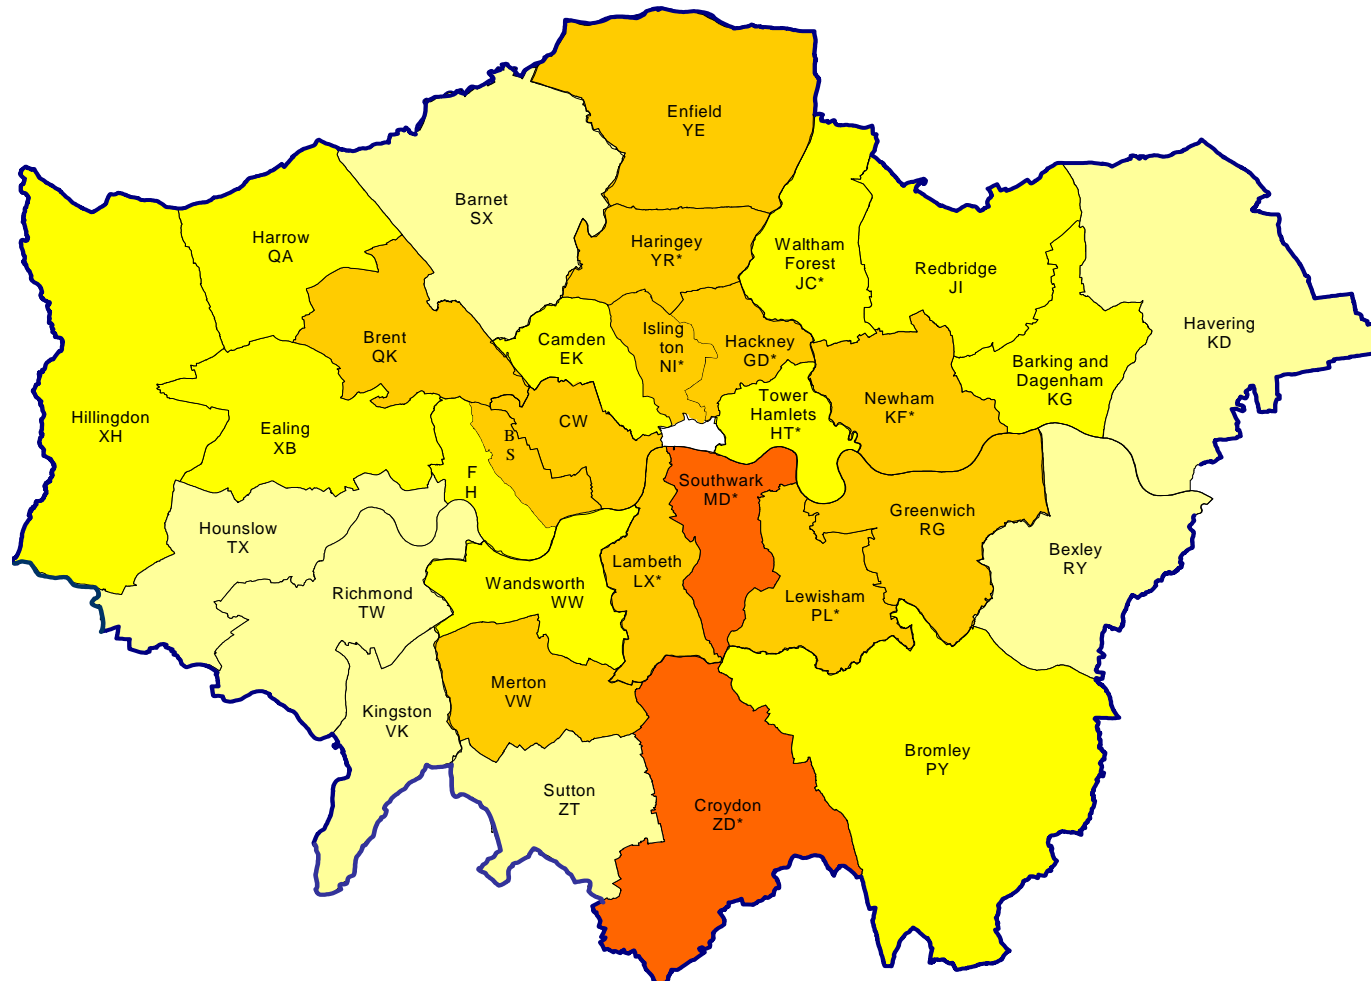 Enfield
YE
Barnet
SX
Harrow
QA
Haringey
YR*
Waltham
Forest
JC*
Redbridge
JI
Havering
KD
Brent
QK
Camden
EK
Isling
ton
NI*
Hackney
GD*
Barking and
Dagenham
KG
Hillingdon
XH
Ealing
XB
F
H
B
S
CW
Tower
Hamlets
HT*
Newham
KF*
Hounslow
TX
Southwark
MD*
Greenwich
RG
Bexley
RY
Richmond
TW
Wandsworth
WW
Lambeth
LX*
Lewisham
PL*
Merton
VW
Kingston
VK
Sutton
ZT
Croydon
ZD*
Bromley
PY